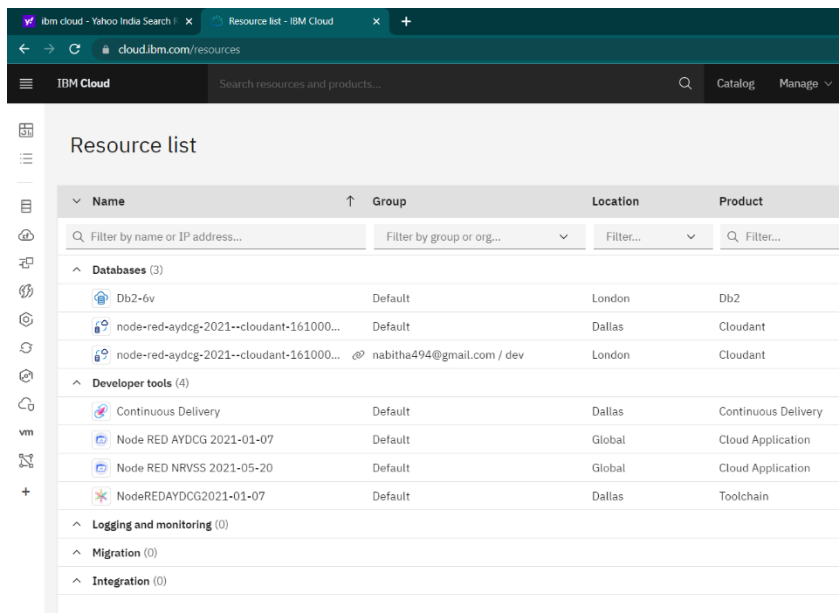 ibm cloud - Yahoo India Search R
Resource list - IBM Cloud
cloud.ibm.com/resources
IBM Cloud
Search resources and products...
Catalog
Manage
Resource list
Name
Group
Location
Product
Filter by name or IP address...
Filter by group or org...
Filter...
Filter...
Databases (3)
Db2-6v Default London Db2
node-red-aydcg-2021--cloudant-161000... Default Dallas Cloudant
node-red-aydcg-2021--cloudant-161000... nabitha494@gmail.com / dev London Cloudant
Developer tools (4)
Continuous Delivery Default Dallas Continuous Delivery
Node RED AYDCG 2021-01-07 Default Global Cloud Application
Node RED NRVSS 2021-05-20 Default Global Cloud Application
NodeREDAYDCG2021-01-07 Default Dallas Toolchain
Logging and monitoring (0)
Migration (0)
Integration (0)
vm